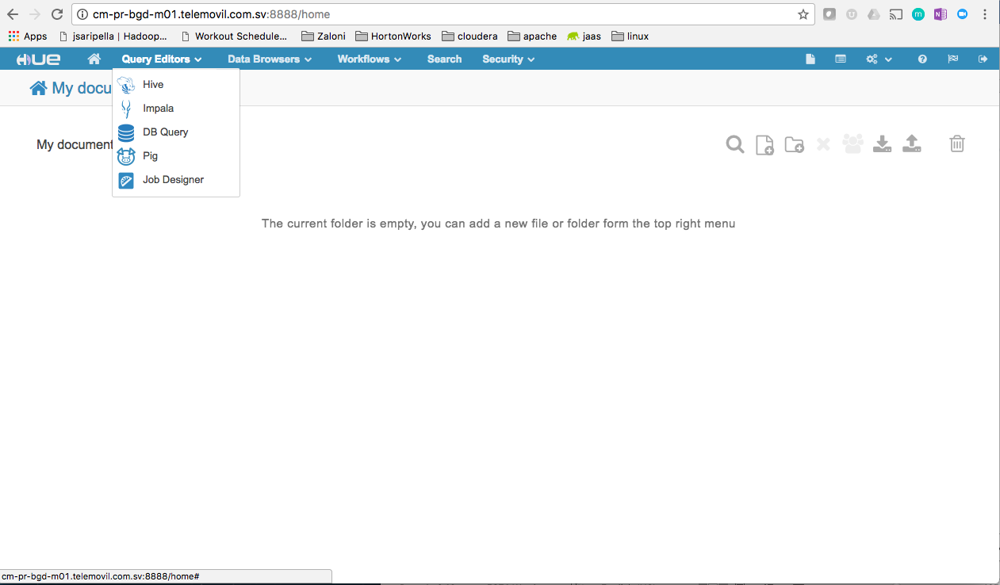 cm-pr-bgd-m01.telemovil.com.sv:8888/home
Apps jsaripella | Hadoop... Workout Schedule... Zaloni HortonWorks cloudera apache jaas linux
HUE Query Editors Data Browsers Workflows Search Security
My docu
Hive
Impala
DB Query
My document
Pig
Job Designer
The current folder is empty, you can add a new file or folder form the top right menu
cm-pr-bgd-m01.telemovil.com.sv:8888/home#